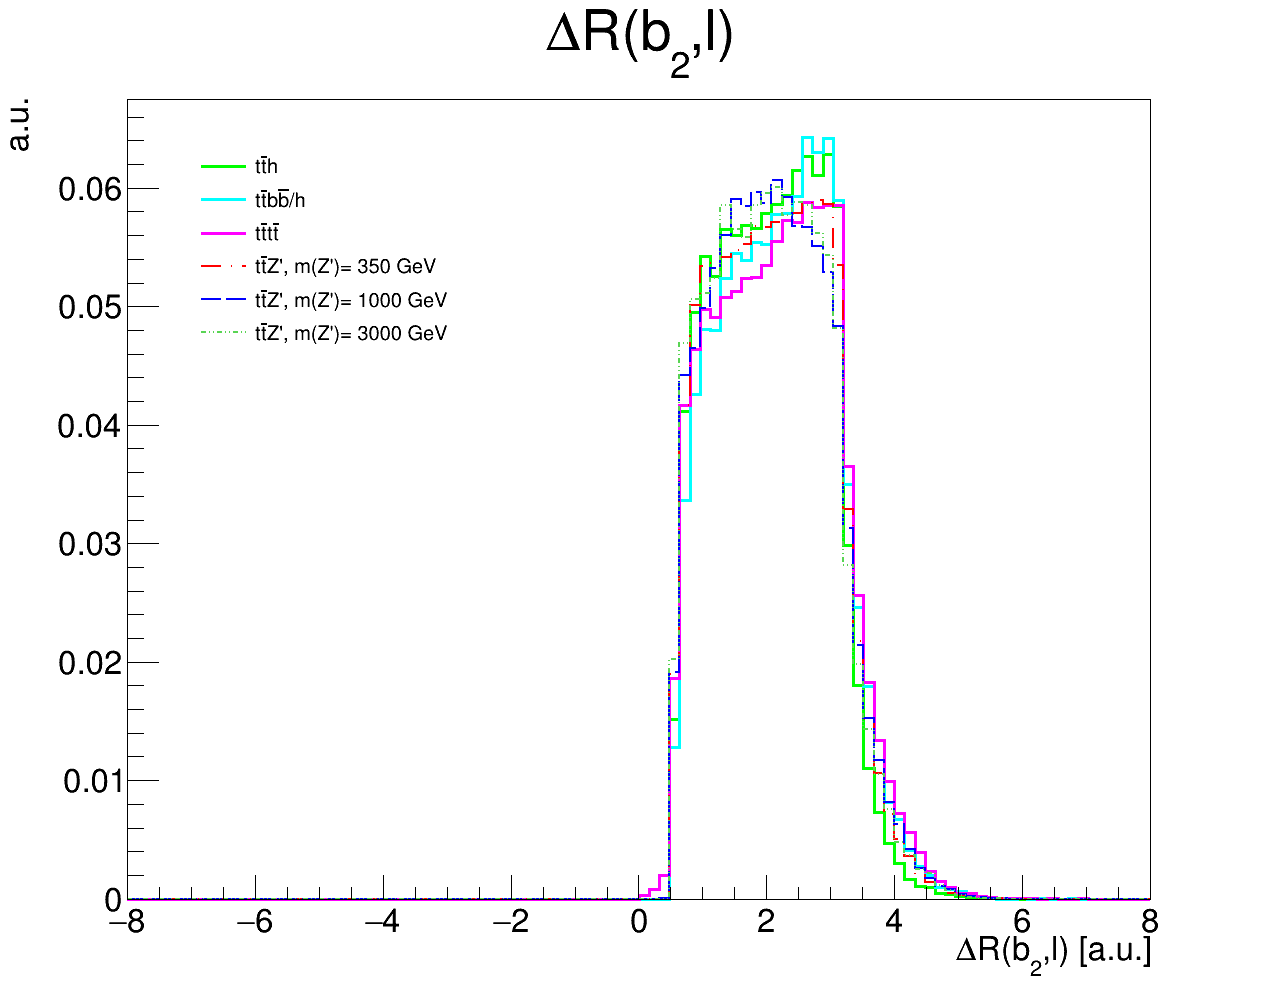 ΔR(b₂,l)
a.u.
tt̄h
tt̄bb̄/h
tt̄tt̄
tt̄Z', m(Z')= 350 GeV
tt̄Z', m(Z')= 1000 GeV
tt̄Z', m(Z')= 3000 GeV
0.06
0.05
0.04
0.03
0.02
0.01
0
−8 −6 −4 −2 0 2 4 6 8
ΔR(b₂,l) [a.u.]